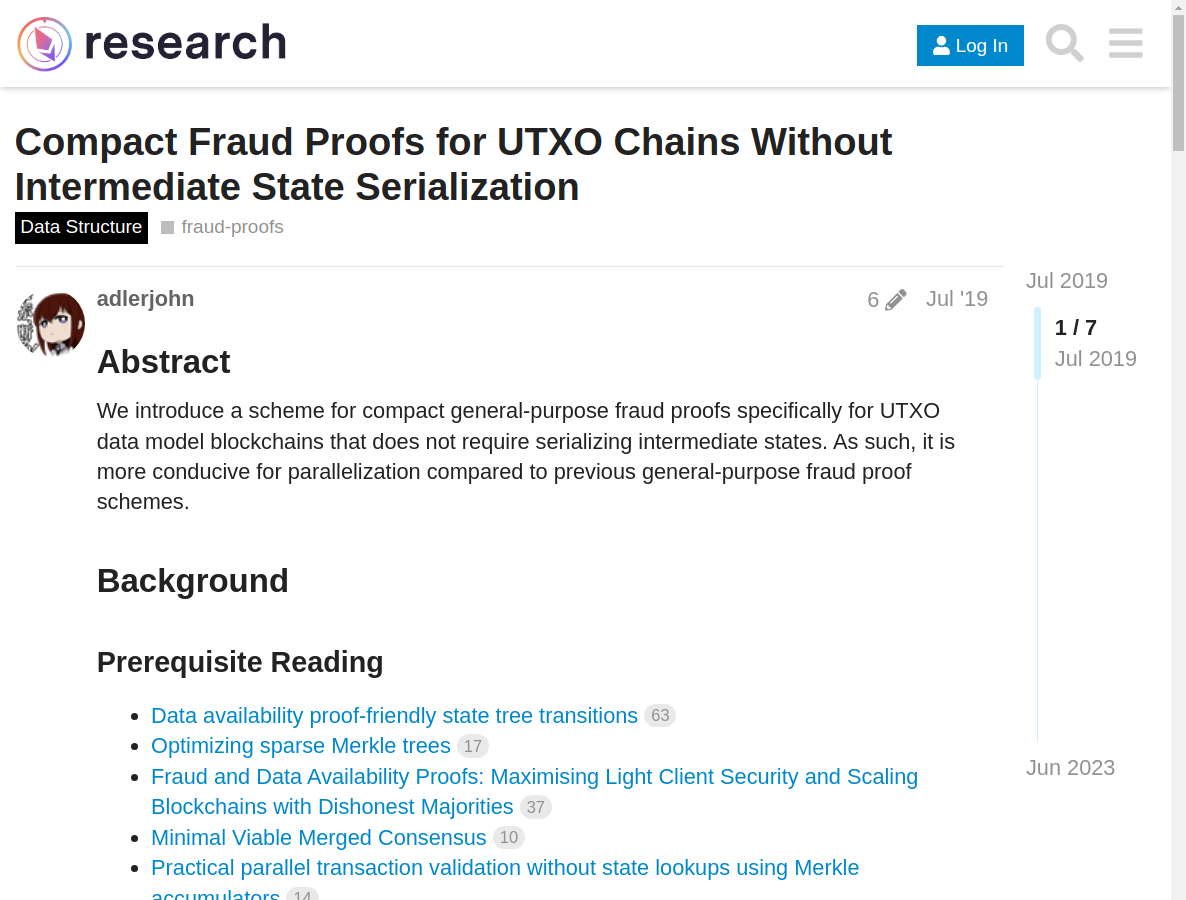 research
Log In
Compact Fraud Proofs for UTXO Chains Without
Intermediate State Serialization
Data Structure fraud-proofs
adlerjohn 6 Jul '19
Jul 2019
1 / 7
Jul 2019
Jun 2023
Abstract
We introduce a scheme for compact general-purpose fraud proofs specifically for UTXO
data model blockchains that does not require serializing intermediate states. As such, it is
more conducive for parallelization compared to previous general-purpose fraud proof
schemes.
Background
Prerequisite Reading
Data availability proof-friendly state tree transitions 63
Optimizing sparse Merkle trees 17
Fraud and Data Availability Proofs: Maximising Light Client Security and Scaling
Blockchains with Dishonest Majorities 37
Minimal Viable Merged Consensus 10
Practical parallel transaction validation without state lookups using Merkle
accumulators 14